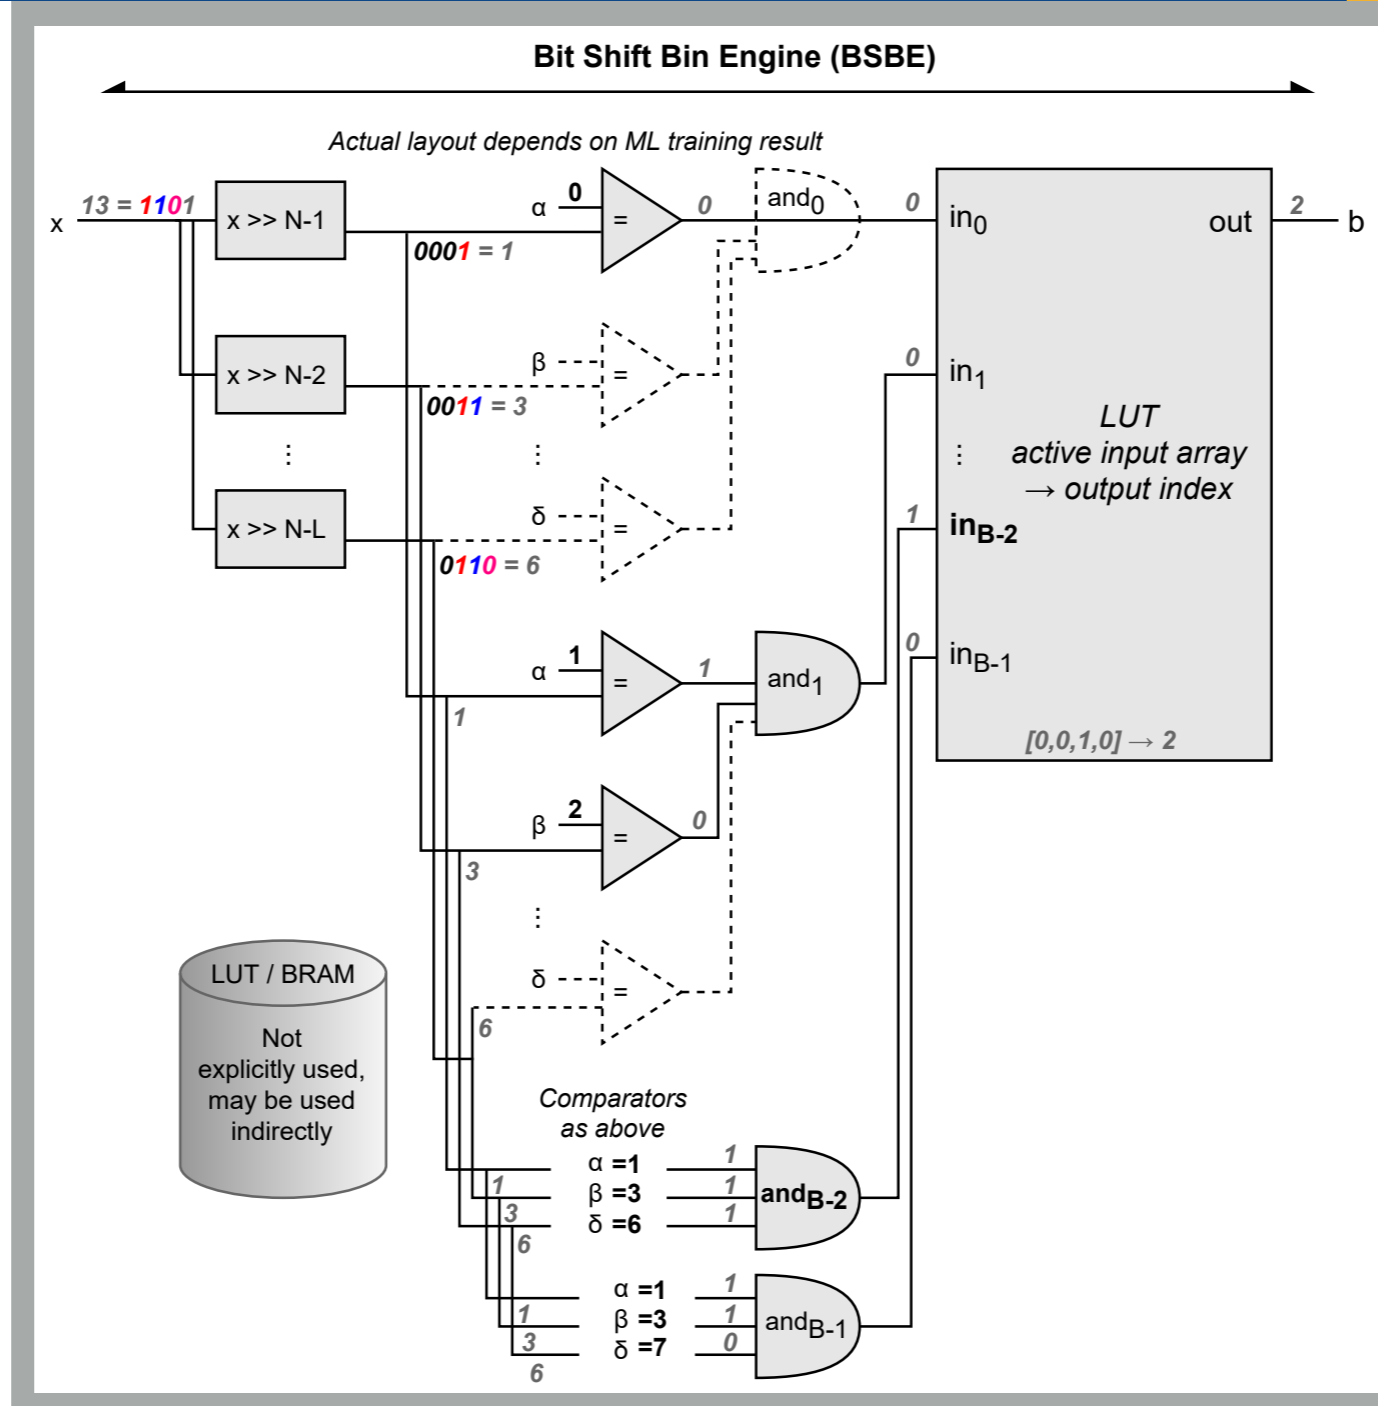 Bit Shift Bin Engine (BSBE)
Actual layout depends on ML training result
x 13 = 1101 x >> N-1 0001 = 1 α 0 = 0 and0 0 in0 out 2 b
x >> N-2 0011 = 3 β = 0 in1
⋮ ⋮ ⋮
LUT
active input array
→ output index
x >> N-L 0110 = 6 δ = 1 inB-2
α 1 = 1 and1 0 inB-1
1
[0,0,1,0] → 2
β 2 = 0
3
⋮
δ =
6
LUT / BRAM
Not
explicitly used,
may be used
indirectly
Comparators
as above
α =1 1
1 β =3 1 andB-2
3 δ =6 1
6
α =1 1
1 β =3 1 andB-1
3 δ =7 0
6